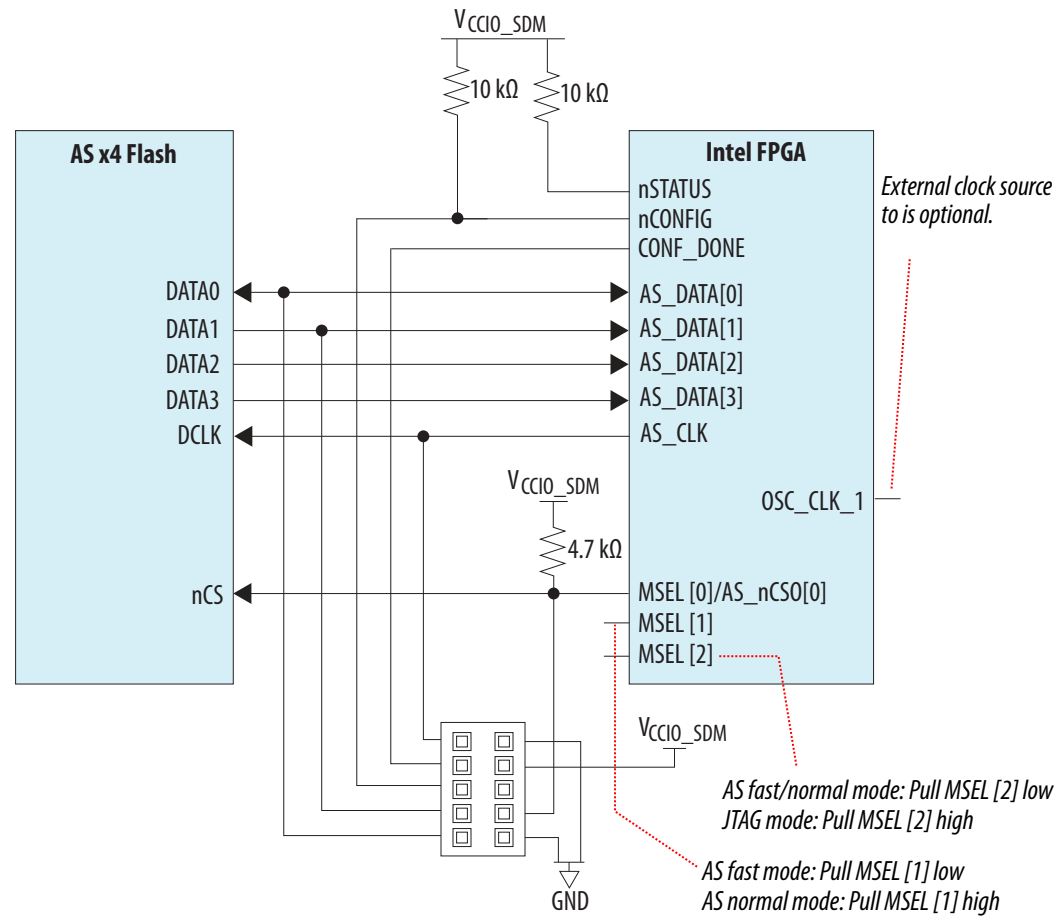 VCCIO_SDM
10 kΩ
10 kΩ
AS x4 Flash
Intel FPGA
nSTATUS
nCONFIG
CONF_DONE
External clock source
to is optional.
DATA0
AS_DATA[0]
DATA1
AS_DATA[1]
DATA2
AS_DATA[2]
DATA3
AS_DATA[3]
DCLK
AS_CLK
VCCIO_SDM
4.7 kΩ
OSC_CLK_1
nCS
MSEL [0]/AS_nCSO[0]
MSEL [1]
MSEL [2]
VCCIO_SDM
AS fast/normal mode: Pull MSEL [2] low
JTAG mode: Pull MSEL [2] high
AS fast mode: Pull MSEL [1] low
AS normal mode: Pull MSEL [1] high
GND